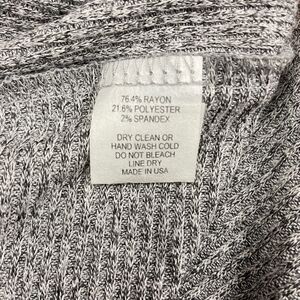 76.4% RAYON
21.6% POLYESTER
2% SPANDEX
DRY CLEAN OR
HAND WASH COLD
DO NOT BLEACH
LINE DRY
MADE IN USA